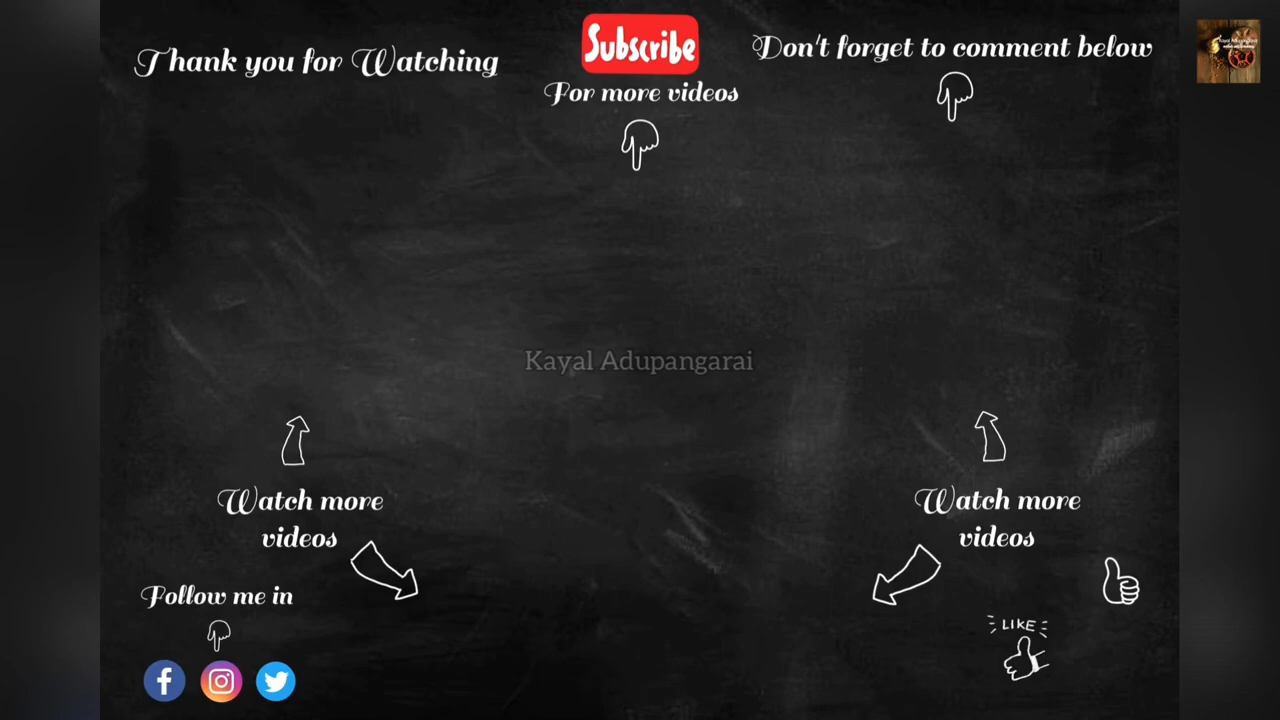 Thank you for Watching
Subscribe
For more videos
Don't forget to comment below
Kayal Adupangarai
Watch more
videos
Watch more
videos
Follow me in
LIKE